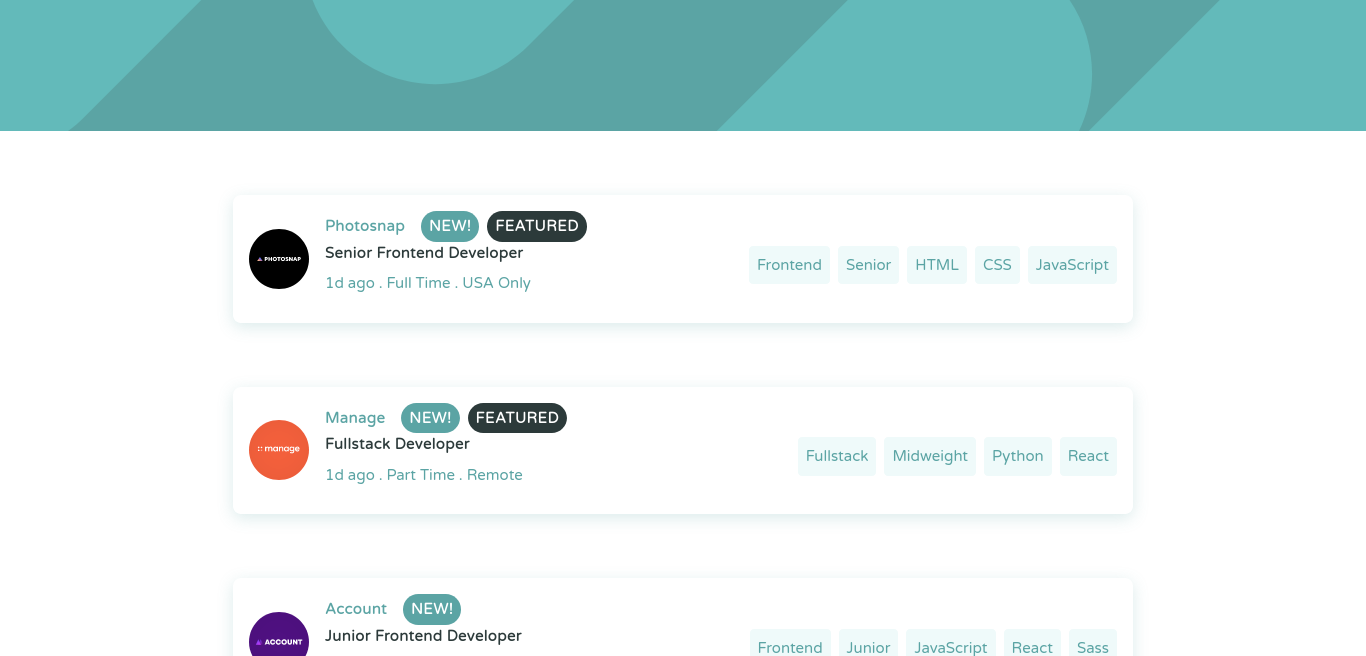 Photosnap NEW! FEATURED
PHOTOSNAP
Senior Frontend Developer
1d ago . Full Time . USA Only
Frontend Senior HTML CSS JavaScript
Manage NEW! FEATURED
manage
Fullstack Developer
1d ago . Part Time . Remote
Fullstack Midweight Python React
Account NEW!
ACCOUNT
Junior Frontend Developer
Frontend Junior JavaScript React Sass